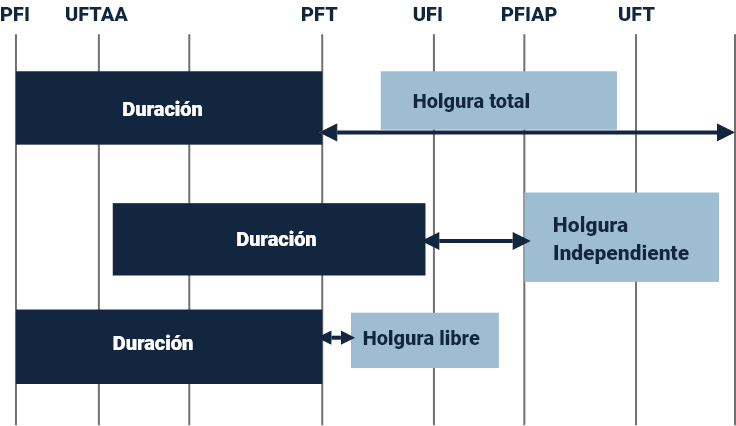 PFI UFTAA PFT UFI PFIAP UFT
Duración
Holgura total
Duración
Holgura
Independiente
Duración
Holgura libre